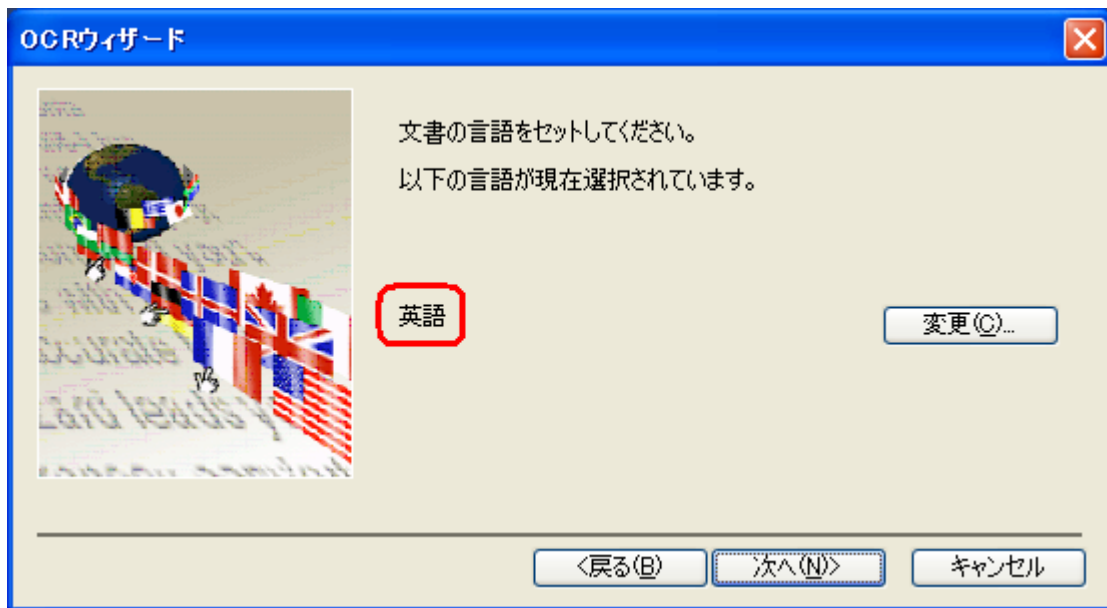 OCRウィザード
文書の言語をセットしてください。
以下の言語が現在選択されています。
英語
変更(C)...
<戻る(B)
次へ(N)>
キャンセル